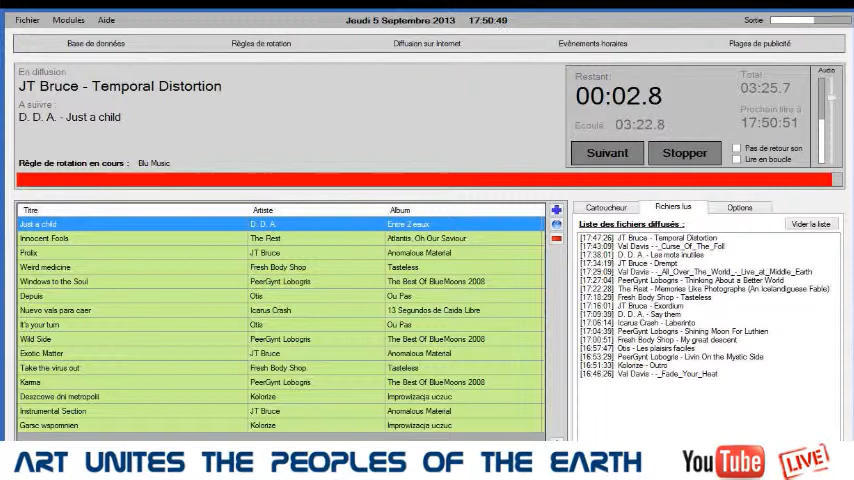 Fichier Modules Aide Jeudi 5 Septembre 2013 17:50:49 Sortie
Base de données Règles de rotation Diffusion sur Internet Evènements horaires Plages de publicité
En diffusion
JT Bruce - Temporal Distortion
A suivre :
D. D. A. - Just a child
Règle de rotation en cours : Blu Music
Restant:
00:02.8
Ecoulé : 03:22.8
Total:
03:25.7
Prochain titre à
17:50:51
Suivant Stopper
Pas de retour son
Lire en boucle
Audio
Titre Artiste Album
Just a child D. D. A. Entre 2 eaux
Innocent Fools The Rest Atlantis, Oh Our Saviour
Prolix JT Bruce Anomalous Material
Weird medicine Fresh Body Shop Tasteless
Windows to the Soul PeerGynt Lobogris The Best Of BlueMoons 2008
Depuis Otis Ou Pas
Nuevo vals para caer Icarus Crash 13 Segundos de Caida Libre
It's your turn Otis Ou Pas
Wild Side PeerGynt Lobogris The Best Of BlueMoons 2008
Exotic Matter JT Bruce Anomalous Material
Take the virus out Fresh Body Shop Tasteless
Karma PeerGynt Lobogris The Best Of BlueMoons 2008
Deszcowe dni metropolii Kolorize Improwizacja uczuc
Instrumental Section JT Bruce Anomalous Material
Garsc wspomnien Kolorize Improwizacja uczuc
Cartoucheur Fichiers lus Options
Liste des fichiers diffusés : Vider la liste
[17:47:26] JT Bruce - Temporal Distortion
[17:43:09] Val Davis - -_Curse_Of_The_Foll
[17:38:01] D. D. A. - Les mots inutiles
[17:34:19] JT Bruce - Drempt
[17:29:09] Val Davis - -_All_Over_The_World_-_Live_at_Middle_Earth
[17:27:04] PeerGynt Lobogris - Thinking About a Better World
[17:22:28] The Rest - Memories Like Photographs (An Icelandiguese Fable)
[17:18:29] Fresh Body Shop - Tasteless
[17:16:01] JT Bruce - Exordium
[17:09:39] D. D. A. - Say them
[17:06:14] Icarus Crash - Laberinto
[17:04:39] PeerGynt Lobogris - Shining Moon For Luthien
[17:00:51] Fresh Body Shop - My great descent
[16:57:47] Otis - Les plaisirs faciles
[16:53:29] PeerGynt Lobogris - Livin On the Mystic Side
[16:51:33] Kolorize - Outro
[16:46:26] Val Davis - -_Fade_Your_Heat
ART UNITES THE PEOPLES OF THE EARTH YouTube LIVE